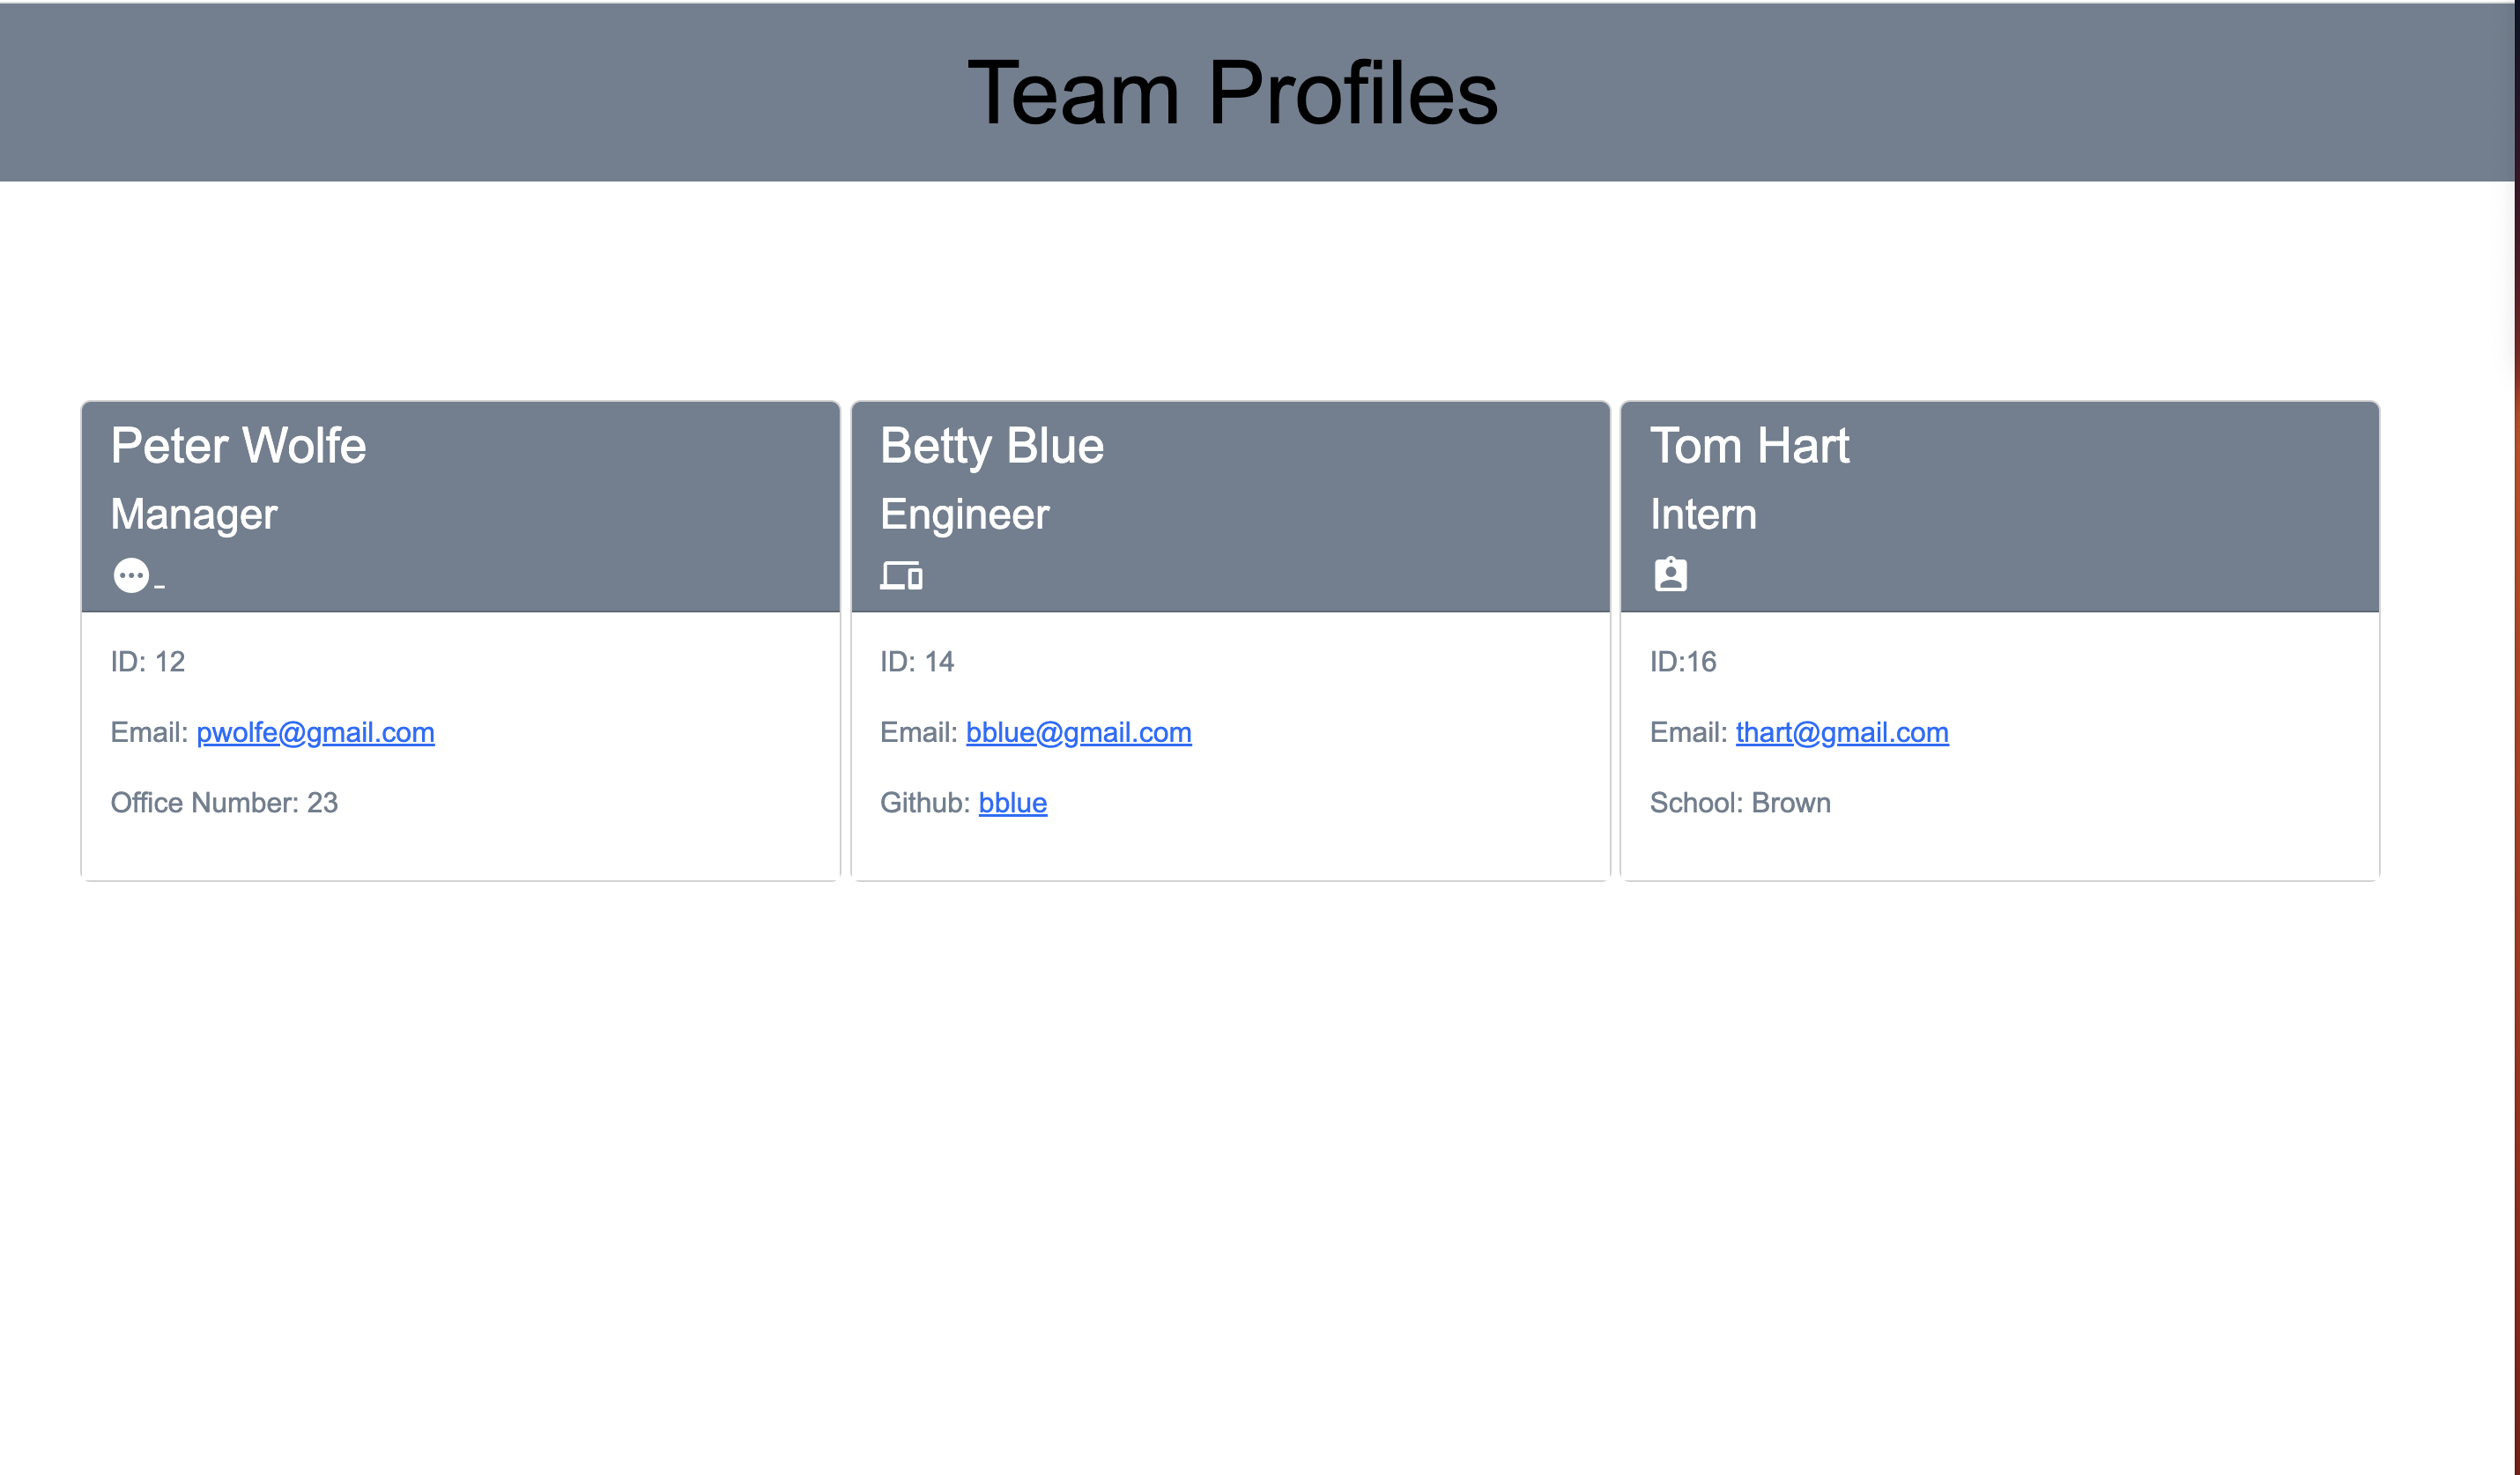 Team Profiles
Peter Wolfe
Manager
ID: 12
Email: pwolfe@gmail.com
Office Number: 23
Betty Blue
Engineer
ID: 14
Email: bblue@gmail.com
Github: bblue
Tom Hart
Intern
ID:16
Email: thart@gmail.com
School: Brown